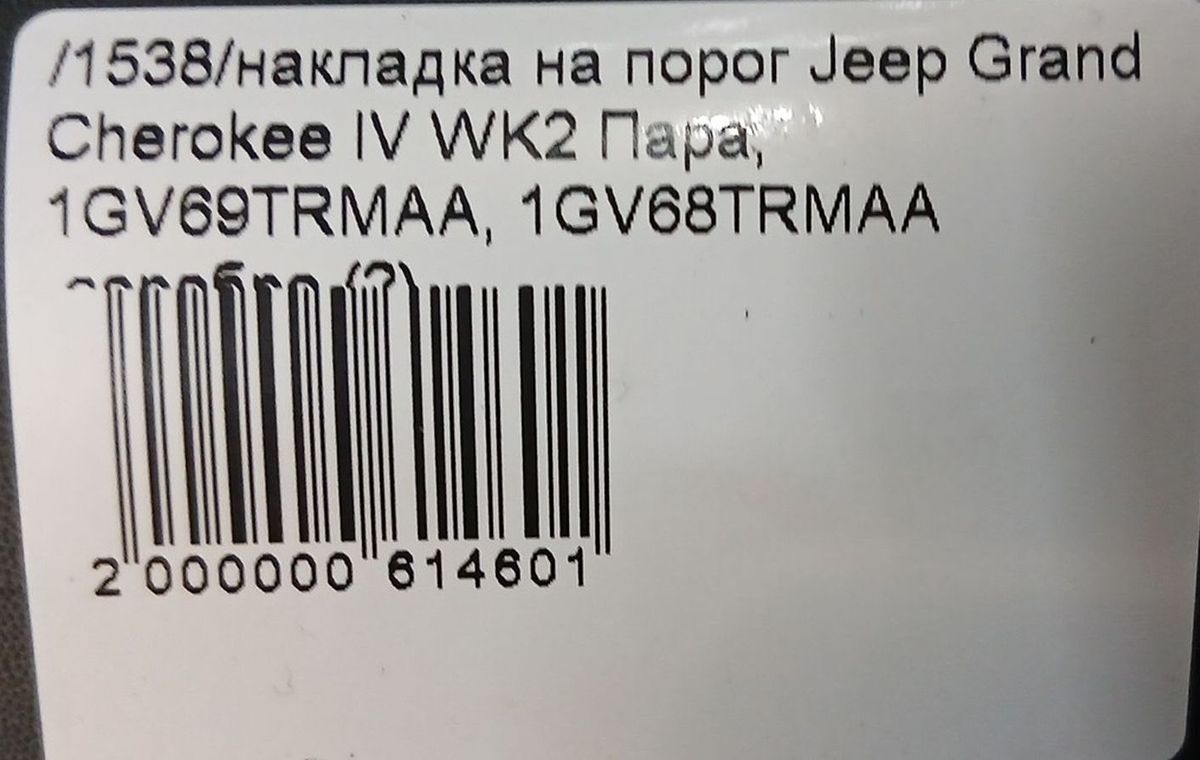 /1538/накладка на порог Jeep Grand
Cherokee IV WK2 Пара,
1GV69TRMAA, 1GV68TRMAA
2 000000 614601